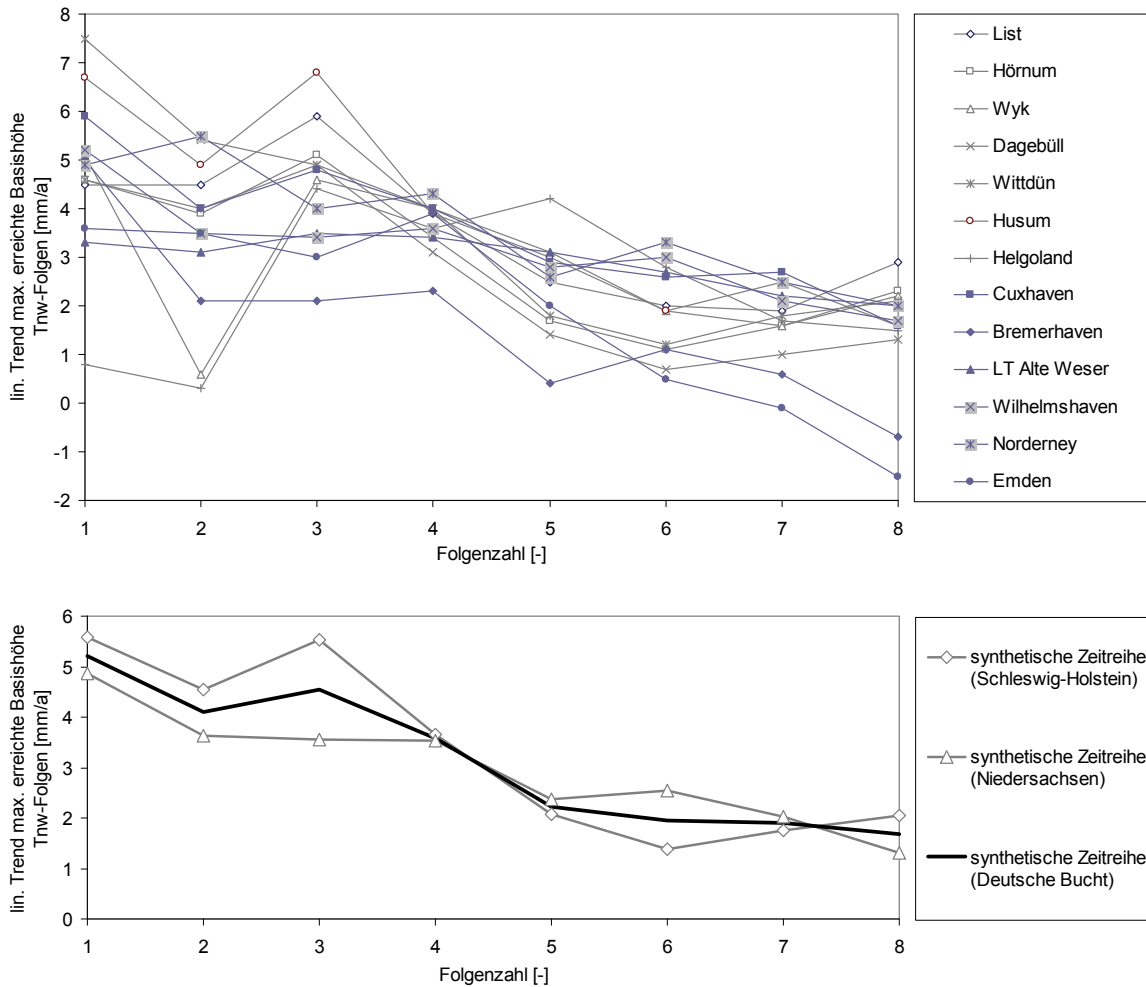 lin. Trend max. erreichte Basishöhe
Tnw-Folgen [mm/a]
8
7
6
5
4
3
2
1
0
-1
-2
1 2 3 4 5 6 7 8
Folgenzahl [-]
List
Hörnum
Wyk
Dagebüll
Wittdün
Husum
Helgoland
Cuxhaven
Bremerhaven
LT Alte Weser
Wilhelmshaven
Norderney
Emden
lin. Trend max. erreichte Basishöhe
Tnw-Folgen [mm/a]
6
5
4
3
2
1
0
1 2 3 4 5 6 7 8
Folgenzahl [-]
synthetische Zeitreihe
(Schleswig-Holstein)
synthetische Zeitreihe
(Niedersachsen)
synthetische Zeitreihe
(Deutsche Bucht)